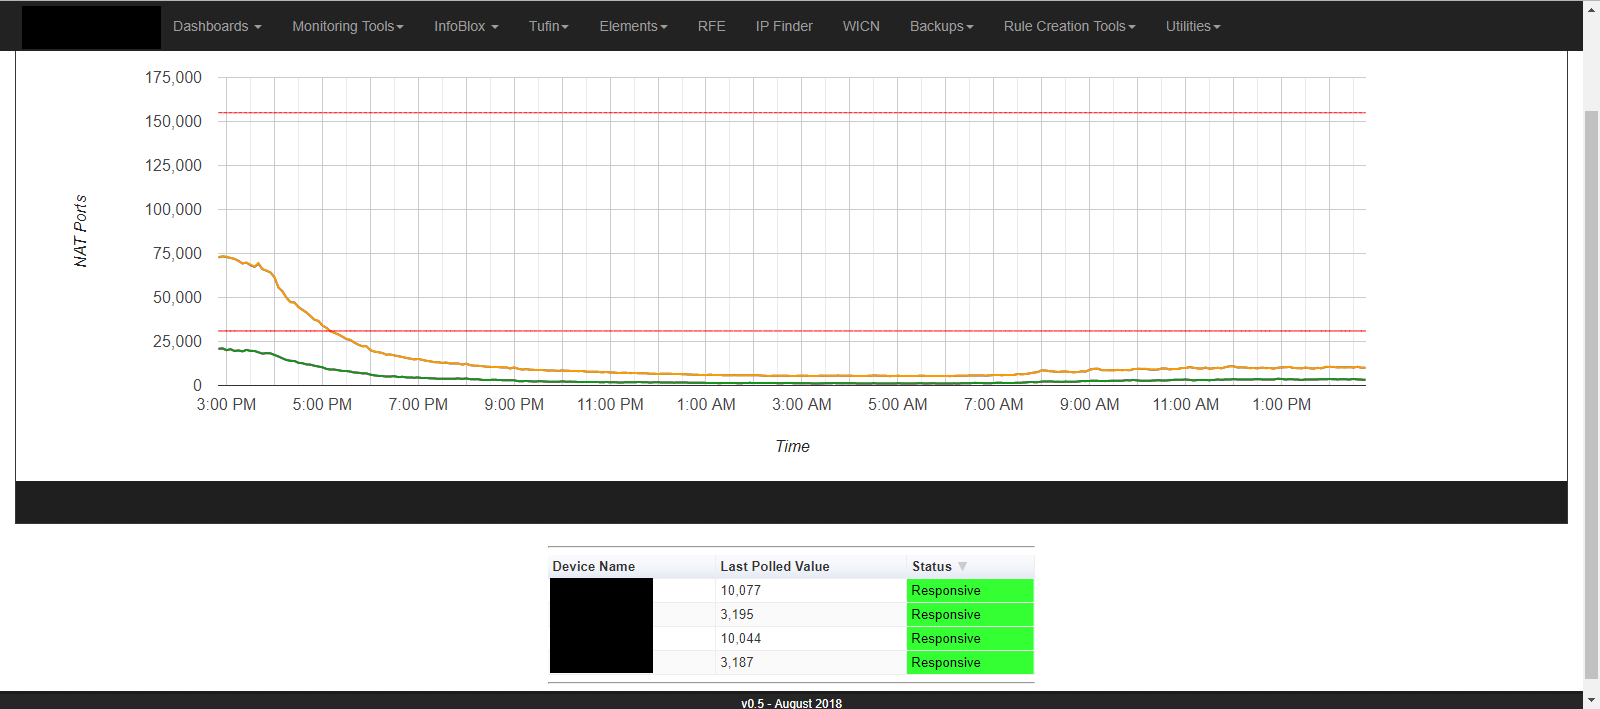 Dashboards Monitoring Tools InfoBlox Tufin Elements RFE IP Finder WICN Backups Rule Creation Tools Utilities
175,000
150,000
125,000
100,000
75,000
50,000
25,000
0
NAT Ports
3:00 PM 5:00 PM 7:00 PM 9:00 PM 11:00 PM 1:00 AM 3:00 AM 5:00 AM 7:00 AM 9:00 AM 11:00 AM 1:00 PM
Time
Device Name Last Polled Value Status
10,077 Responsive
3,195 Responsive
10,044 Responsive
3,187 Responsive
v0.5 - August 2018